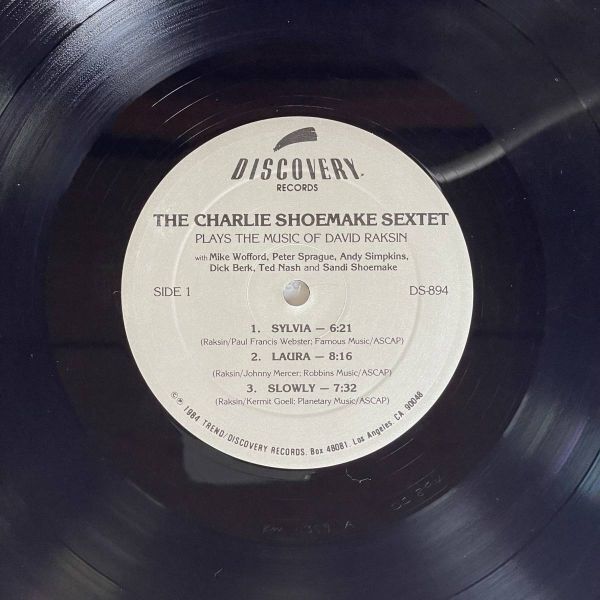 DISCOVERY
RECORDS
THE CHARLIE SHOEMAKE SEXTET
PLAYS THE MUSIC OF DAVID RAKSIN
with Mike Wofford, Peter Sprague, Andy Simpkins,
Dick Berk, Ted Nash and Sandi Shoemake
SIDE 1 DS-894
1. SYLVIA — 6:21
(Raksin/Paul Francis Webster; Famous Music/ASCAP)
2. LAURA — 8:16
(Raksin/Johnny Mercer; Robbins Music/ASCAP)
3. SLOWLY — 7:32
(Raksin/Kermit Goell; Planetary Music/ASCAP)
©℗ 1984 TREND/DISCOVERY RECORDS. Box 48081. Los Angeles. CA. 90048